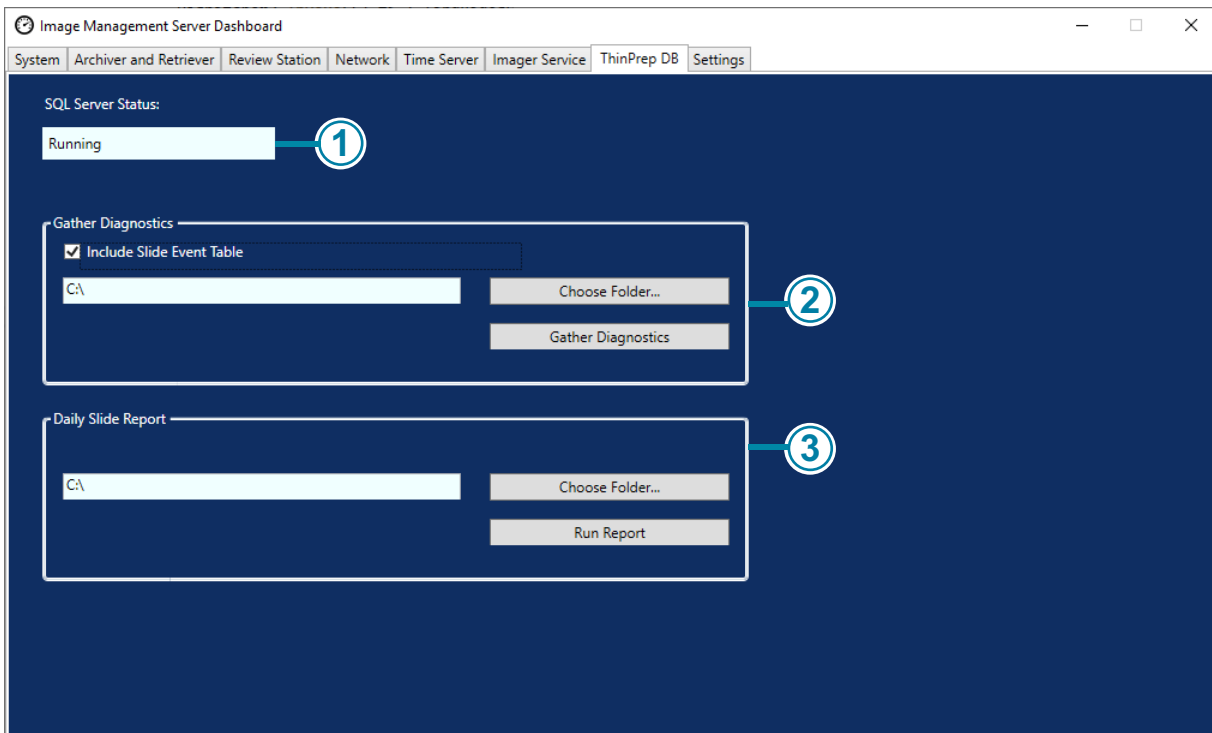 Image Management Server Dashboard
System Archiver and Retriever Review Station Network Time Server Imager Service ThinPrep DB Settings
SQL Server Status:
Running
1
Gather Diagnostics
Include Slide Event Table
C:\ Choose Folder...
2
Gather Diagnostics
Daily Slide Report
3
C:\ Choose Folder...
Run Report